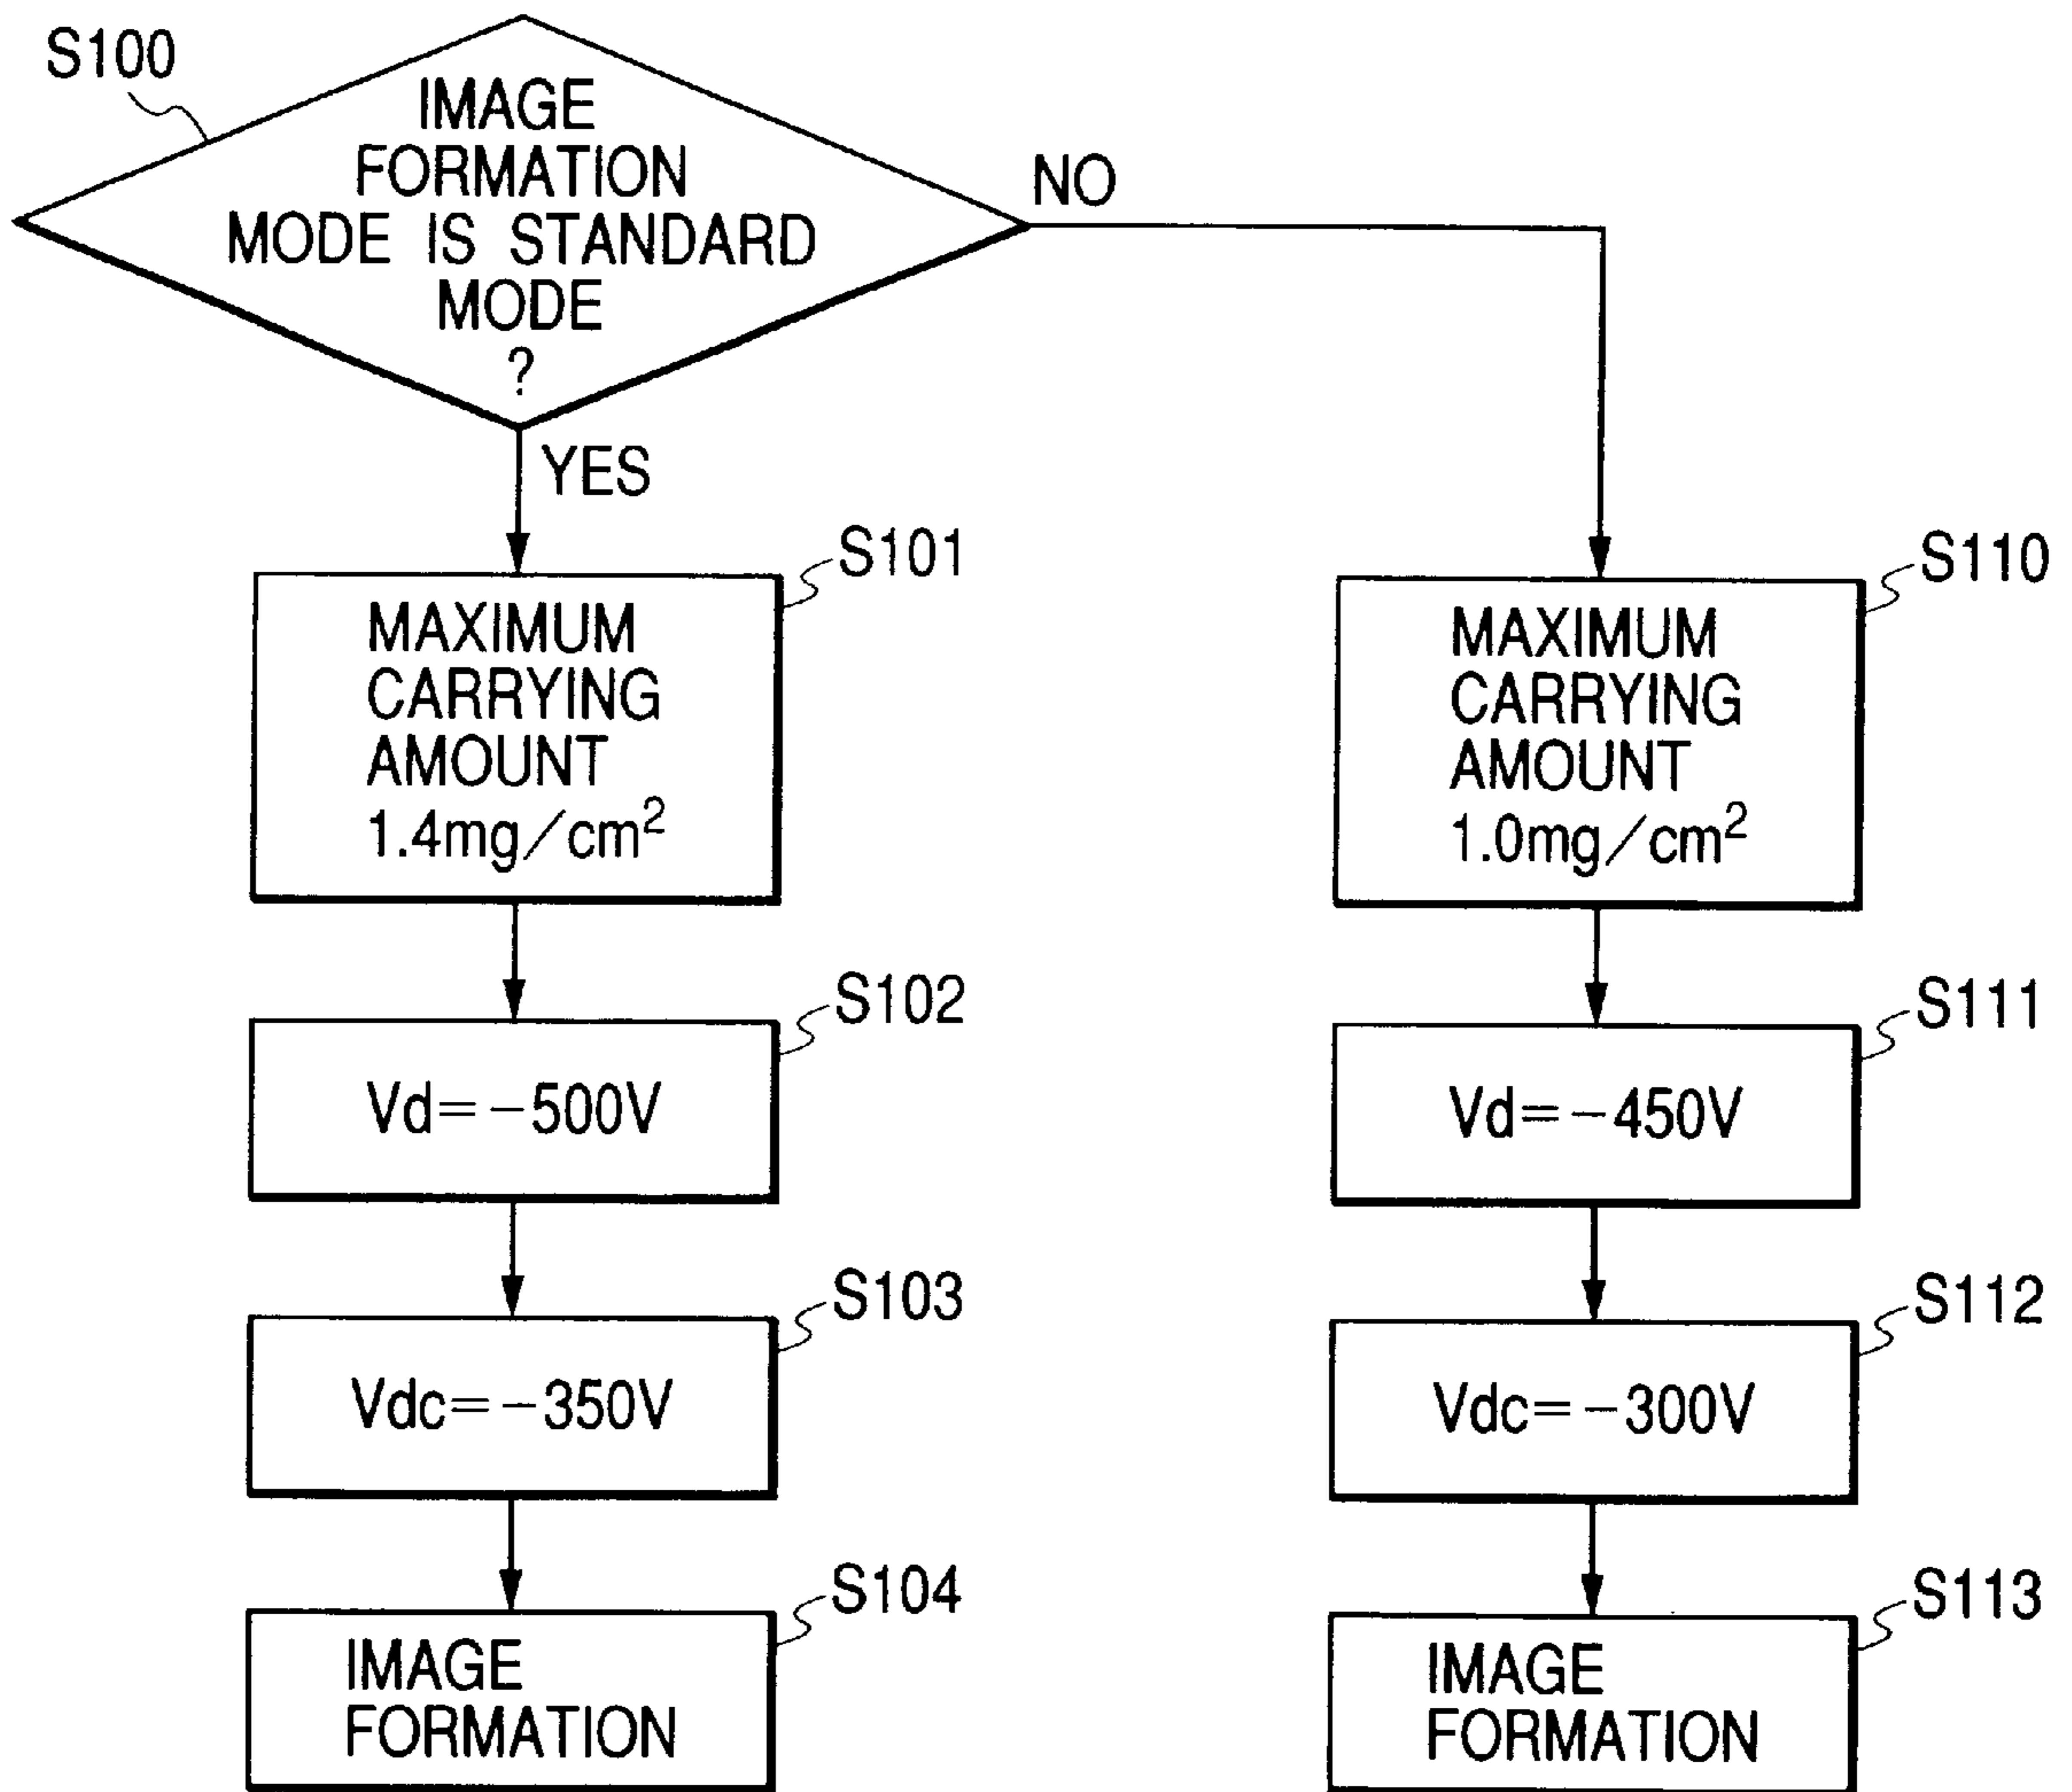 S100
IMAGE
FORMATION
MODE IS STANDARD
MODE
?
NO
YES
S101
MAXIMUM
CARRYING
AMOUNT
1.4mg/cm²
S102
Vd=−500V
S103
Vdc=−350V
S104
IMAGE
FORMATION
S110
MAXIMUM
CARRYING
AMOUNT
1.0mg/cm²
S111
Vd=−450V
S112
Vdc=−300V
S113
IMAGE
FORMATION